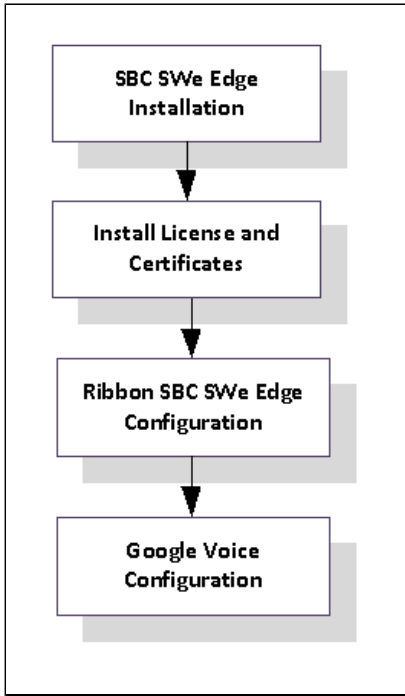 SBC SWe Edge
Installation
Install License and
Certificates
Ribbon SBC SWe Edge
Configuration
Google Voice
Configuration